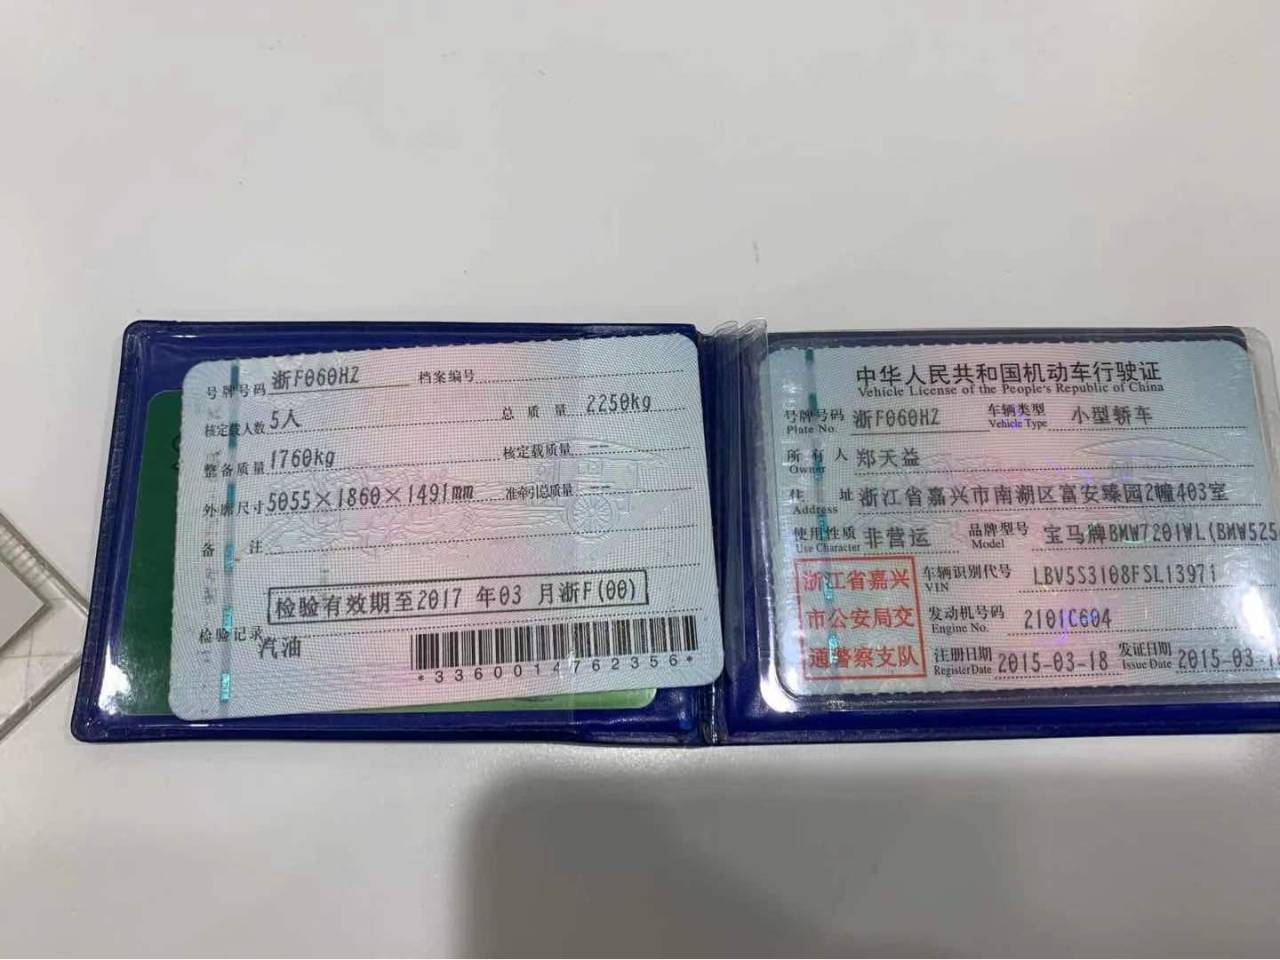 号牌号码 浙F060HZ 档案编号
核定载人数 5人 总质量 2250kg
整备质量 1760kg 核定载质量 --
外廓尺寸 5055×1860×1491mm 准牵引总质量 --
备注
检验有效期至2017 年03 月浙F(00)
检验记录
汽油
*3360014762356*
中华人民共和国机动车行驶证
Vehicle License of the People's Republic of China
号牌号码 浙F060HZ 车辆类型 小型轿车
Plate No. Vehicle Type
所有人 郑天益
Owner
住址 浙江省嘉兴市南湖区富安臻园2幢403室
Address
使用性质 非营运 品牌型号 宝马牌BMW7201WL(BMW525
Use Character Model
浙江省嘉兴
市公安局交
通警察支队
车辆识别代号 LBV5S3108FSL13971
VIN
发动机号码 2101C604
Engine No.
注册日期 2015-03-18 发证日期 2015-03-
Register Date Issue Date